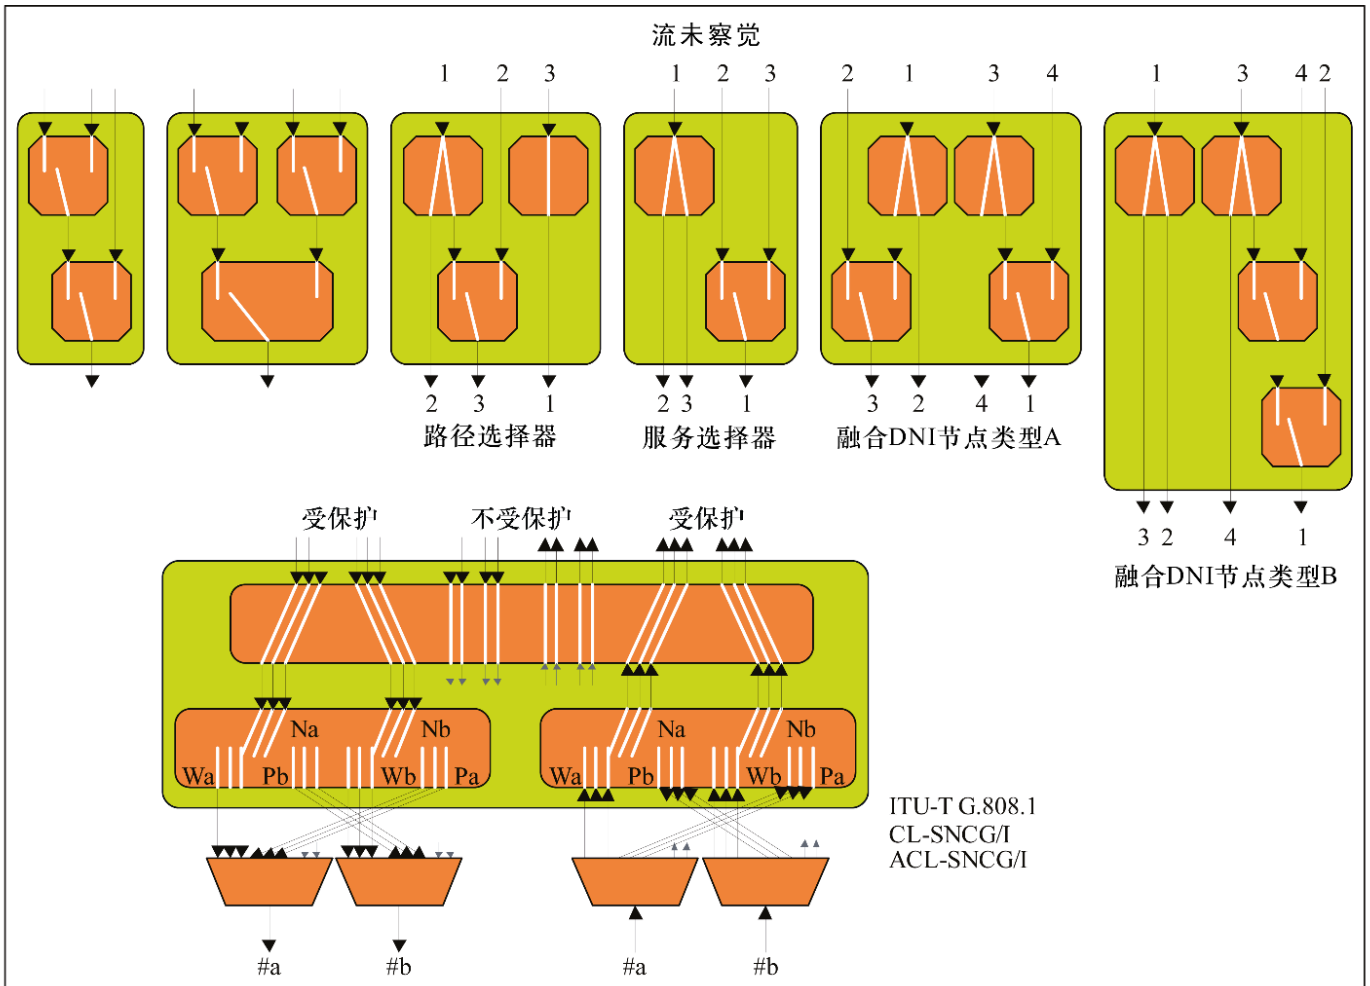 流未察觉
1 2 3 1 2 3 2 1 3 4 1 3 4 2
2 3 1 2 3 1 3 2 4 1
路径选择器 服务选择器 融合DNI节点类型A
3 2 4 1
融合DNI节点类型B
受保护 不受保护 受保护
Na Nb Na Nb
Wa Pb Wb Pa Wa Pb Wb Pa
ITU-T G.808.1
CL-SNCG/I
ACL-SNCG/I
#a #b #a #b